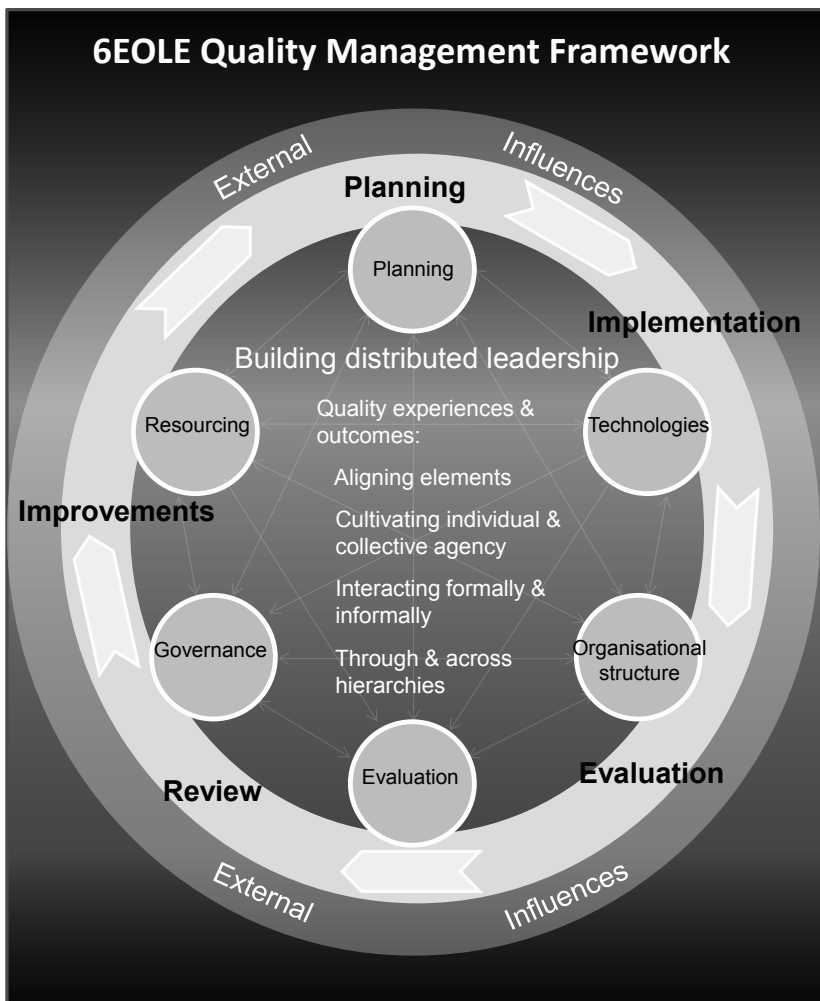 6EOLE Quality Management Framework
External
Influences
Planning
Planning
Implementation
Building distributed leadership
Resourcing
Quality experiences &
outcomes:
Technologies
Aligning elements
Improvements
Cultivating individual &
collective agency
Interacting formally &
informally
Governance
Organisational
structure
Through & across
hierarchies
Evaluation
Evaluation
Review
External
Influences